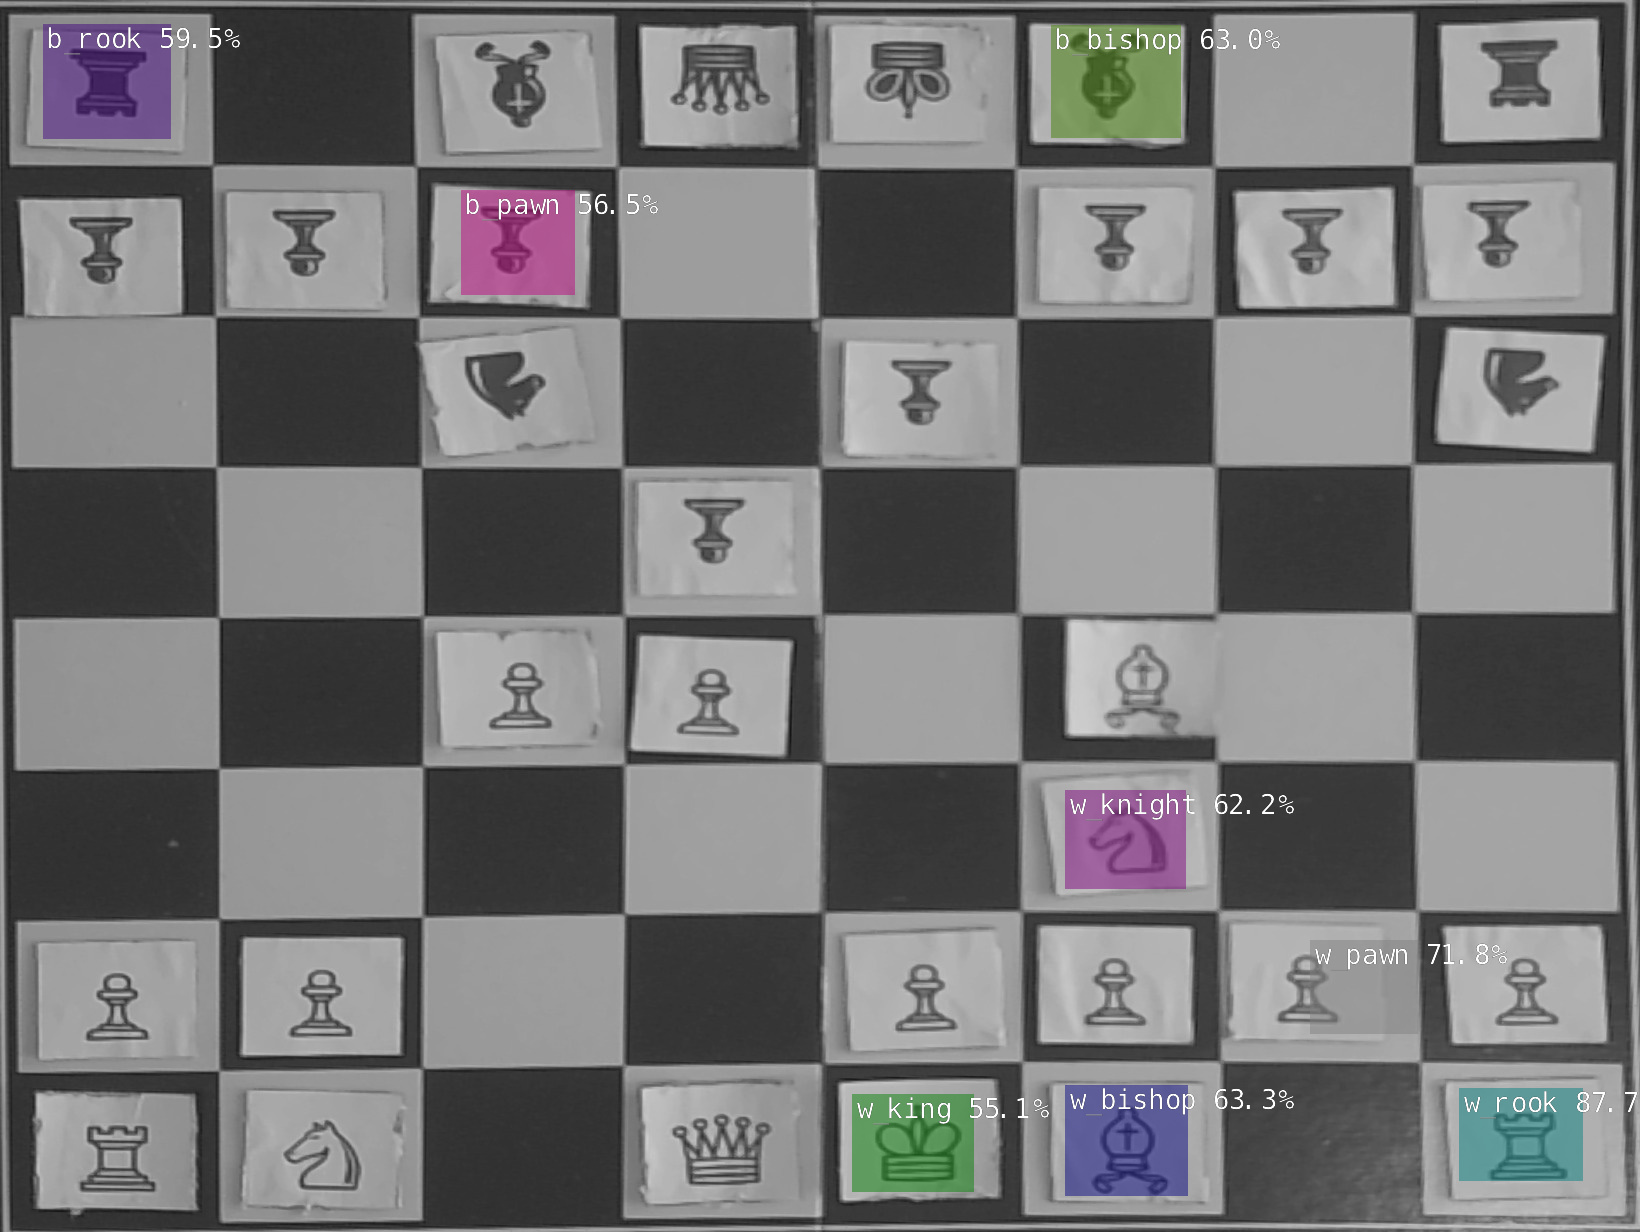 b_rook 59.5%
b_bishop 63.0%
b_pawn 56.5%
w_knight 62.2%
w_pawn 71.8%
w_king 55.1%
w_bishop 63.3%
w_rook 87.7